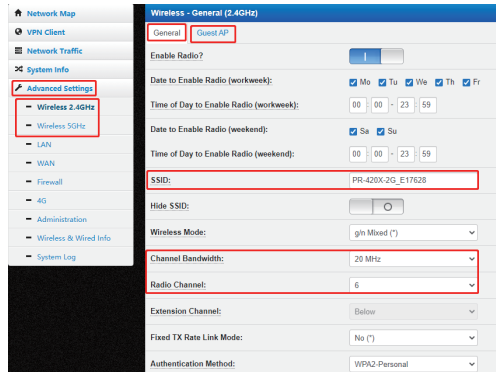 Network Map
VPN Client
Network Traffic
System Info
Advanced Settings
Wireless 2.4GHz
Wireless 5GHz
LAN
WAN
Firewall
4G
Administration
Wireless & Wired Info
System Log
Wireless - General (2.4GHz)
General Guest AP
Enable Radio? I
Date to Enable Radio (workweek): Mo Tu We Th Fr
Time of Day to Enable Radio (workweek): 00 : 00 - 23 : 59
Date to Enable Radio (weekend): Sa Su
Time of Day to Enable Radio (weekend): 00 : 00 - 23 : 59
SSID: PR-420X-2G_E17628
Hide SSID: O
Wireless Mode: g/n Mixed (*)
Channel Bandwidth: 20 MHz
Radio Channel: 6
Extension Channel: Below
Fixed TX Rate Link Mode: No (*)
Authentication Method: WPA2-Personal